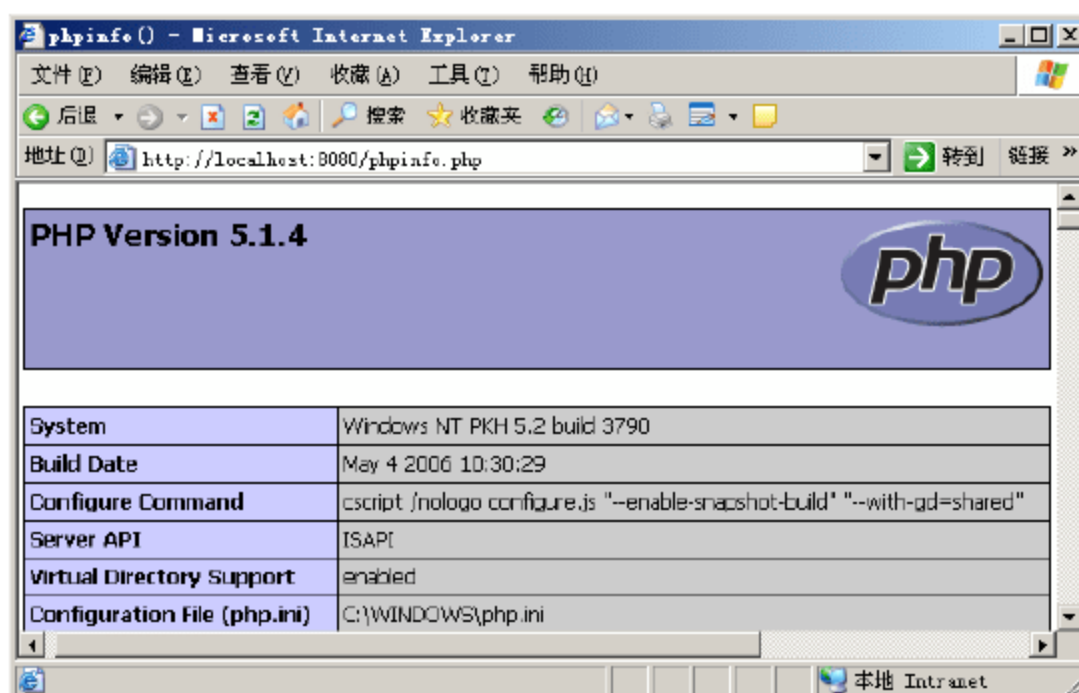 phpinfo() - Microsoft Internet Explorer
文件(F) 编辑(E) 查看(V) 收藏(A) 工具(T) 帮助(H)
后退 搜索 收藏夹
地址(D) http://localhost:8080/phpinfo.php 转到 链接 »
PHP Version 5.1.4
php
System Windows NT PKH 5.2 build 3790
Build Date May 4 2006 10:30:29
Configure Command cscript /nologo configure.js "--enable-snapshot-build" "--with-gd=shared"
Server API ISAPI
Virtual Directory Support enabled
Configuration File (php.ini) C:\WINDOWS\php.ini
本地 Intranet